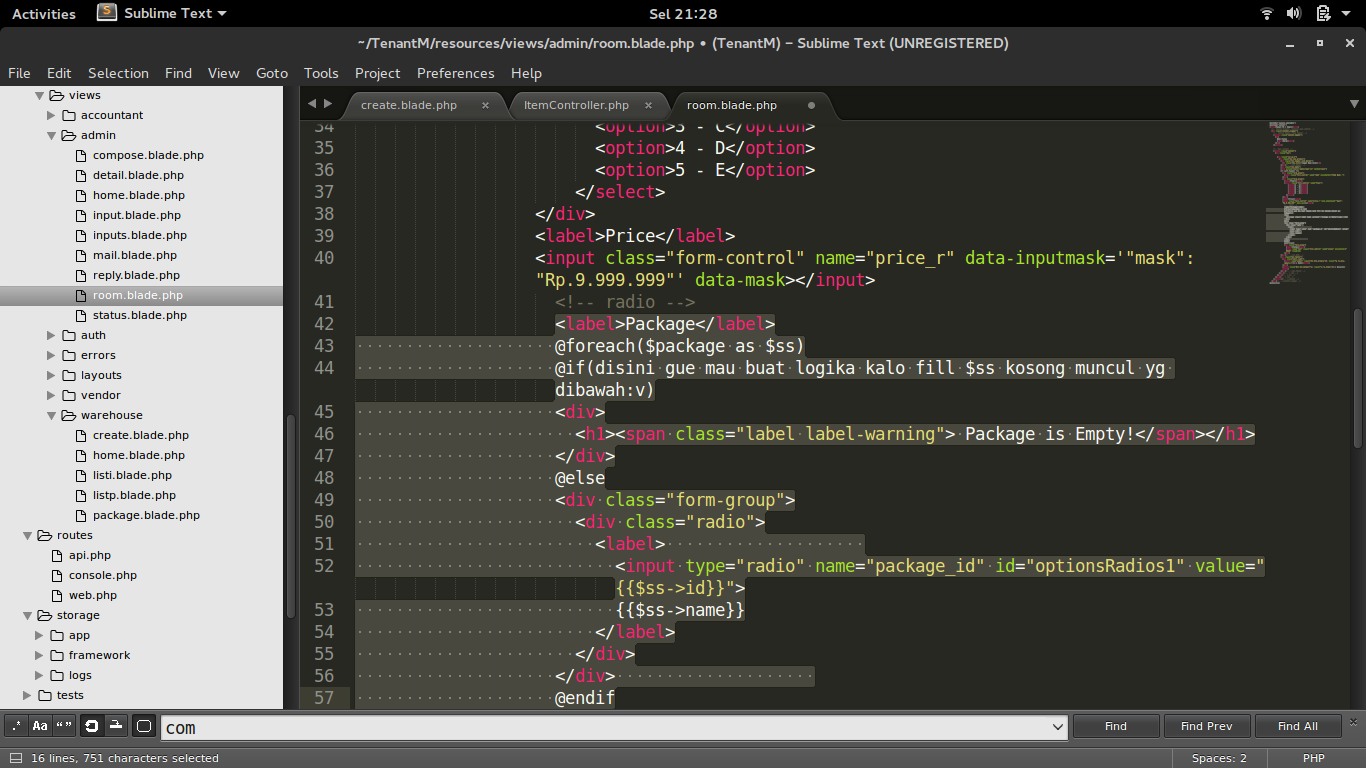 Activities
Sublime Text
Sel 21:28
~/TenantM/resources/views/admin/room.blade.php • (TenantM) – Sublime Text (UNREGISTERED)
File Edit Selection Find View Goto Tools Project Preferences Help
views
accountant
admin
compose.blade.php
detail.blade.php
home.blade.php
input.blade.php
inputs.blade.php
mail.blade.php
reply.blade.php
room.blade.php
status.blade.php
auth
errors
layouts
vendor
warehouse
create.blade.php
home.blade.php
listi.blade.php
listp.blade.php
package.blade.php
routes
api.php
console.php
web.php
storage
app
framework
logs
tests
create.blade.php
ItemController.php
room.blade.php
34 <option>3 - C</option>
35 <option>4 - D</option>
36 <option>5 - E</option>
37 </select>
38 </div>
39 <label>Price</label>
40 <input class="form-control" name="price_r" data-inputmask='"mask":
"Rp.9.999.999"' data-mask></input>
41 <!-- radio -->
42 <label>Package</label>
43 @foreach($package as $ss)
44 @if(disini gue mau buat logika kalo fill $ss kosong muncul yg
dibawah:v)
45 <div>
46 <h1><span class="label label-warning"> Package is Empty!</span></h1>
47 </div>
48 @else
49 <div class="form-group">
50 <div class="radio">
51 <label>
52 <input type="radio" name="package_id" id="optionsRadios1" value="
{{$ss->id}}">
53 {{$ss->name}}
54 </label>
55 </div>
56 </div>
57 @endif
.* Aa “ ”
com
Find
Find Prev
Find All
16 lines, 751 characters selected
Spaces: 2
PHP